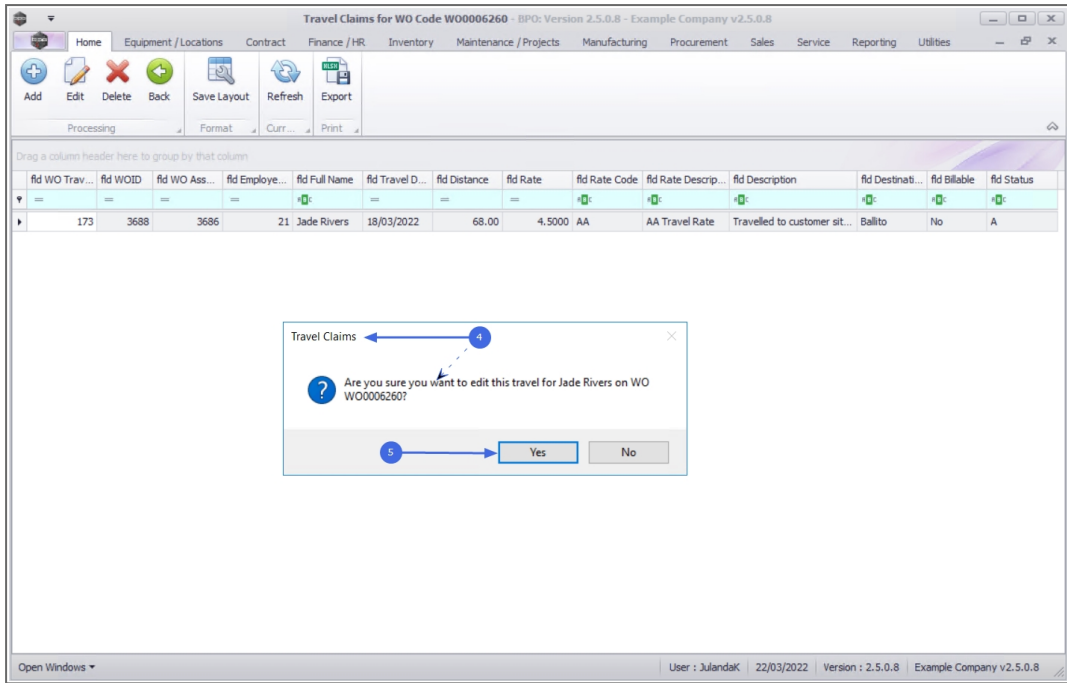 Travel Claims for WO Code WO0006260 - BPO: Version 2.5.0.8 - Example Company v2.5.0.8
Home Equipment / Locations Contract Finance / HR Inventory Maintenance / Projects Manufacturing Procurement Sales Service Reporting Utilities
Add Edit Delete Back Save Layout Refresh Export
Processing Format Curr... Print
Drag a column header here to group by that column
fld WO Trav... fld WOID fld WO Ass... fld Employe... fld Full Name fld Travel D... fld Distance fld Rate fld Rate Code fld Rate Descrip... fld Description fld Destinati... fld Billable fld Status
173 3688 3686 21 Jade Rivers 18/03/2022 68.00 4.5000 AA AA Travel Rate Travelled to customer sit... Ballito No A
Travel Claims 4
Are you sure you want to edit this travel for Jade Rivers on WO
WO0006260?
5 Yes No
Open Windows User : JulandaK 22/03/2022 Version : 2.5.0.8 Example Company v2.5.0.8